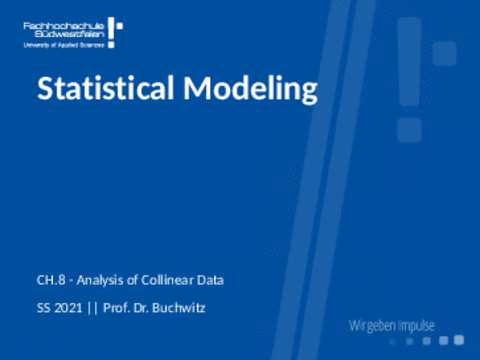 Fachhochschule
Südwestfalen
University of Applied Sciences
Statistical Modeling
CH.8 - Analysis of Collinear Data
SS 2021 || Prof. Dr. Buchwitz
Wir geben Impulse